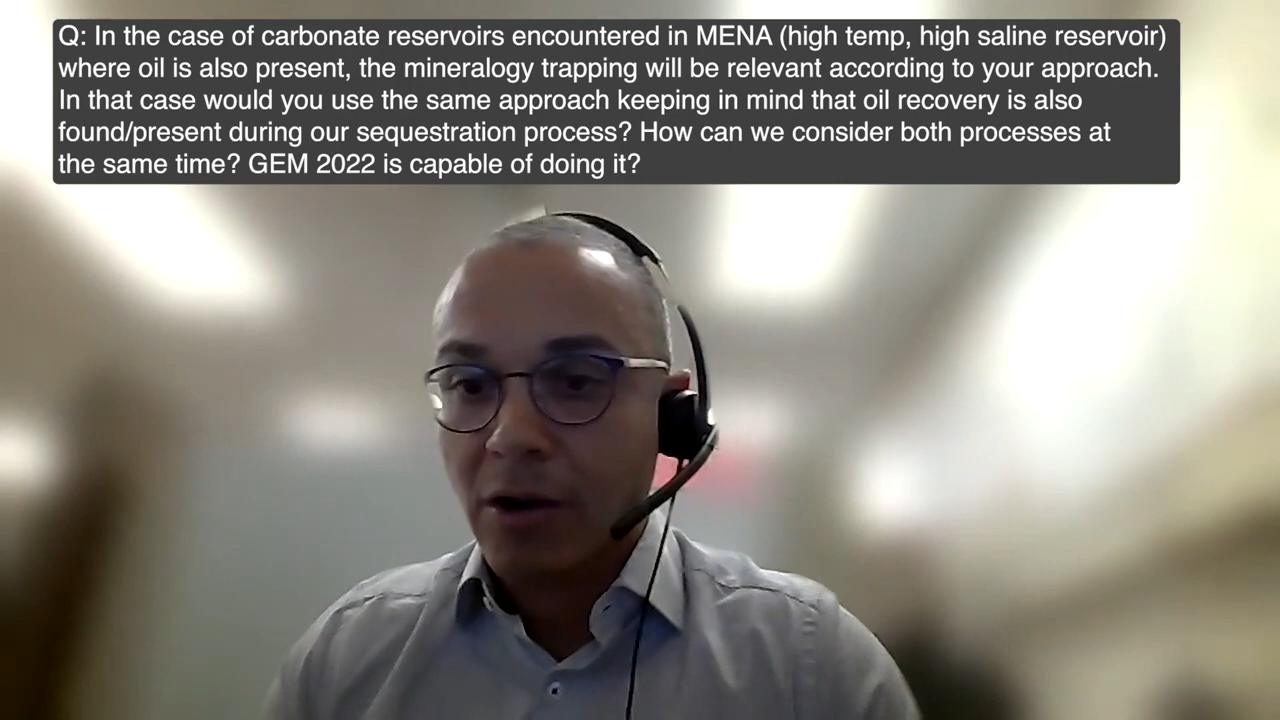 Q: In the case of carbonate reservoirs encountered in MENA (high temp, high saline reservoir)
where oil is also present, the mineralogy trapping will be relevant according to your approach.
In that case would you use the same approach keeping in mind that oil recovery is also
found/present during our sequestration process? How can we consider both processes at
the same time? GEM 2022 is capable of doing it?